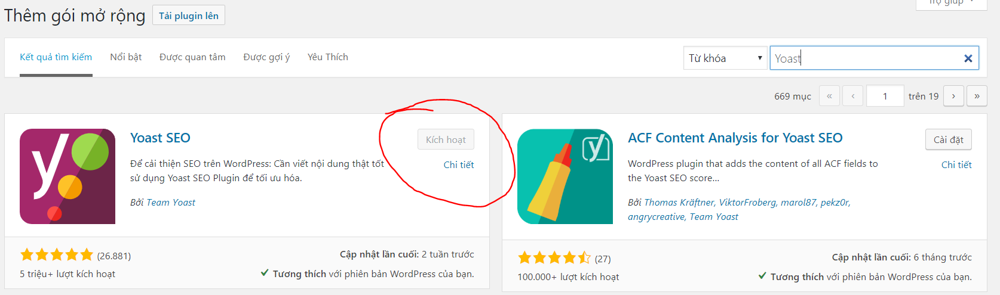 Trợ giúp
Thêm gói mở rộng Tải plugin lên
Kết quả tìm kiếm Nổi bật Được quan tâm Được gợi ý Yêu Thích Từ khóa Yoast
669 mục « ‹ 1 trên 19 › »
Yoast SEO
Kích hoạt
Để cải thiện SEO trên WordPress: Cần viết nội dung thật tốt
Chi tiết
sử dụng Yoast SEO Plugin để tối ưu hóa.
Bởi Team Yoast
(26.881)
Cập nhật lần cuối: 2 tuần trước
5 triệu+ lượt kích hoạt
Tương thích với phiên bản WordPress của bạn.
ACF Content Analysis for Yoast SEO
Cài đặt
WordPress plugin that adds the content of all ACF fields to
Chi tiết
the Yoast SEO score...
Bởi Thomas Kräftner, ViktorFroberg, marol87, pekz0r,
angrycreative, Team Yoast
(27)
Cập nhật lần cuối: 6 tháng trước
100.000+ lượt kích hoạt
Tương thích với phiên bản WordPress của bạn.